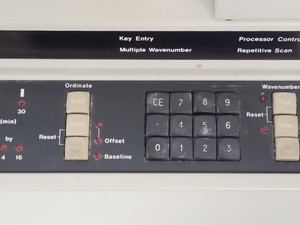 Key Entry
Processor Contro
Multiple Wavenumber
Repetitive Scan
Ordinate
Wavenumber
30
(min)
CE 7 8 9
Reset
by
4 5 6
Offset
Reset
4 16
Baseline
0 1 2 3